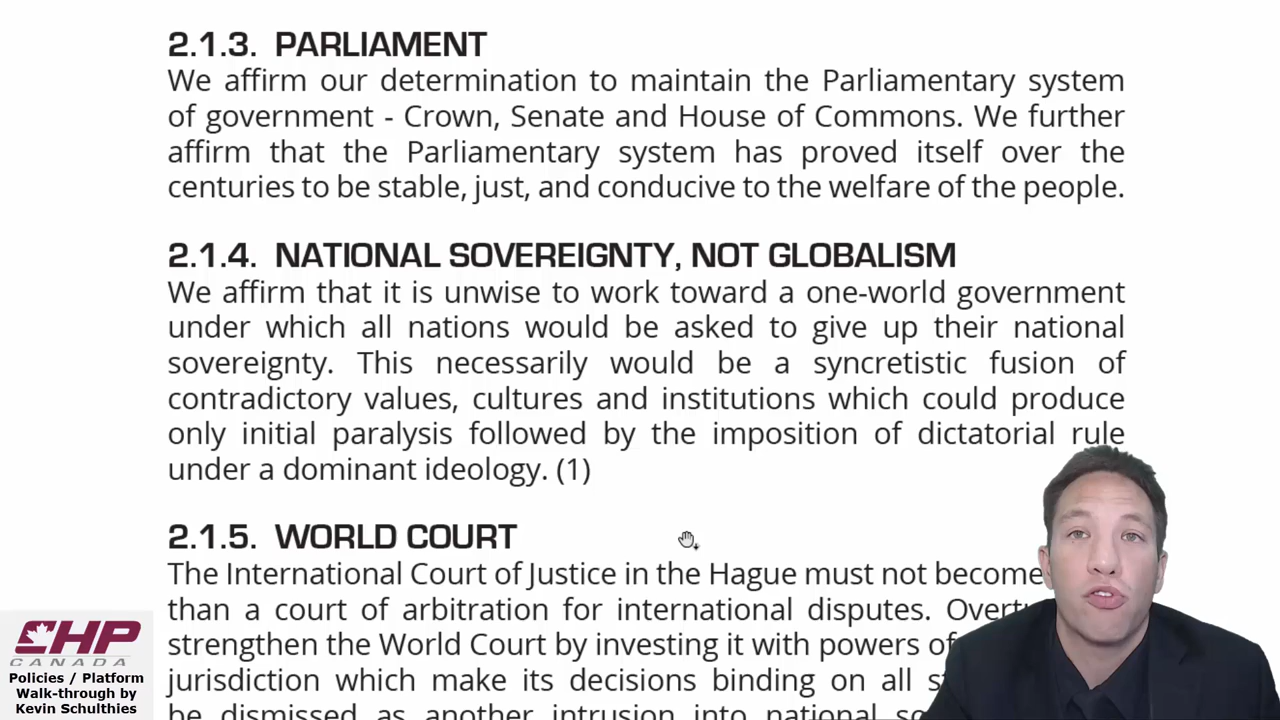 2.1.3. PARLIAMENT
We affirm our determination to maintain the Parliamentary system
of government - Crown, Senate and House of Commons. We further
affirm that the Parliamentary system has proved itself over the
centuries to be stable, just, and conducive to the welfare of the people.
2.1.4. NATIONAL SOVEREIGNTY, NOT GLOBALISM
We affirm that it is unwise to work toward a one-world government
under which all nations would be asked to give up their national
sovereignty. This necessarily would be a syncretistic fusion of
contradictory values, cultures and institutions which could produce
only initial paralysis followed by the imposition of dictatorial rule
under a dominant ideology. (1)
2.1.5. WORLD COURT
The International Court of Justice in the Hague must not become
than a court of arbitration for international disputes.
strengthen the World Court by investing it with powers of
jurisdiction which make its decisions binding on all
be dismissed as another intrusion into national
CHP
CANADA
Policies / Platform
Walk-through by
Kevin Schulthies